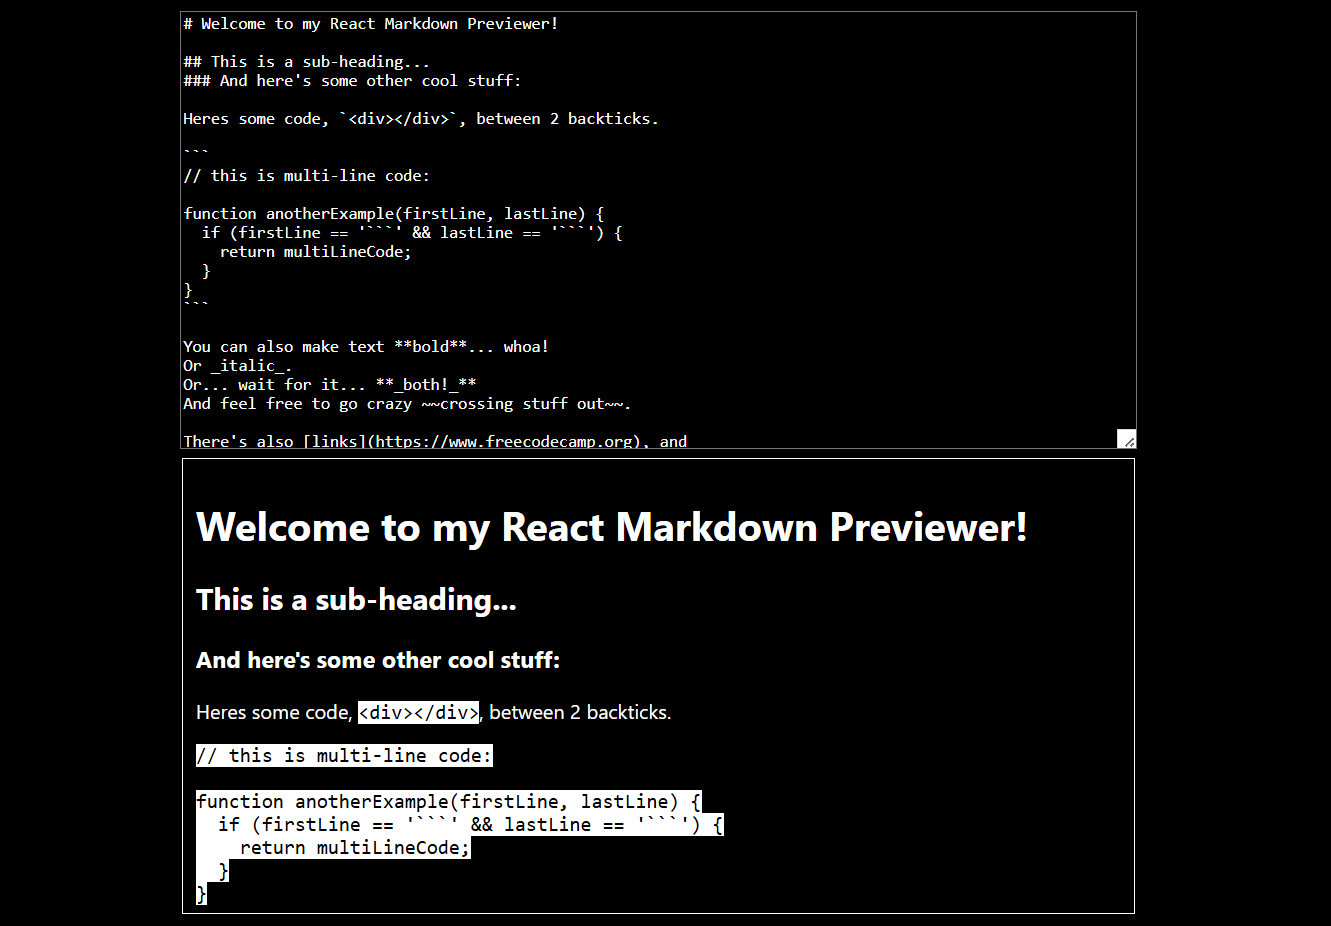 # Welcome to my React Markdown Previewer!
## This is a sub-heading...
### And here's some other cool stuff:
Heres some code, `<div></div>`, between 2 backticks.
```
// this is multi-line code:
function anotherExample(firstLine, lastLine) {
  if (firstLine == '```' && lastLine == '```') {
    return multiLineCode;
  }
}
```
You can also make text **bold**... whoa!
Or _italic_.
Or... wait for it... **_both!_**
And feel free to go crazy ~~crossing stuff out~~.
There's also [links](https://www.freecodecamp.org), and
Welcome to my React Markdown Previewer!
This is a sub-heading...
And here's some other cool stuff:
Heres some code, <div></div>, between 2 backticks.
// this is multi-line code:
function anotherExample(firstLine, lastLine) {
  if (firstLine == '```' && lastLine == '```') {
    return multiLineCode;
  }
}